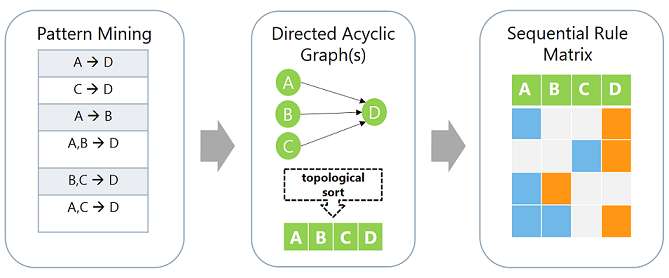 Pattern Mining
A → D
C → D
A → B
A,B → D
B,C → D
A,C → D
Directed Acyclic
Graph(s)
A
B
C
D
topological
sort
A B C D
Sequential Rule
Matrix
A B C D